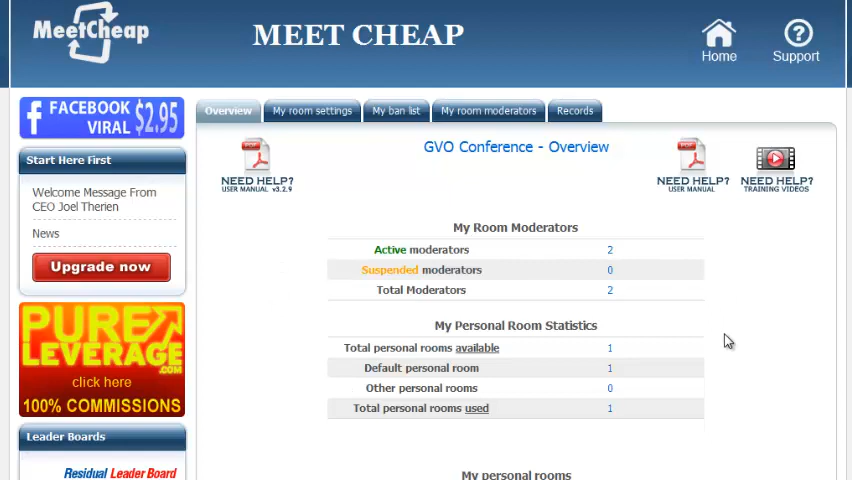 MeetCheap
MEET CHEAP
Home
Support
FACEBOOK
VIRAL $2.95
Overview
My room settings
My ban list
My room moderators
Records
Start Here First
Welcome Message From
CEO Joel Therien
News
Upgrade now
PURE
LEVERAGE
.COM
click here
100% COMMISSIONS
Leader Boards
Residual Leader Board
PDF
NEED HELP?
USER MANUAL v3.2.9
GVO Conference - Overview
PDF
NEED HELP?
USER MANUAL
NEED HELP?
TRAINING VIDEOS
My Room Moderators
Active moderators 2
Suspended moderators 0
Total Moderators 2
My Personal Room Statistics
Total personal rooms available 1
Default personal room 1
Other personal rooms 0
Total personal rooms used 1
My personal rooms